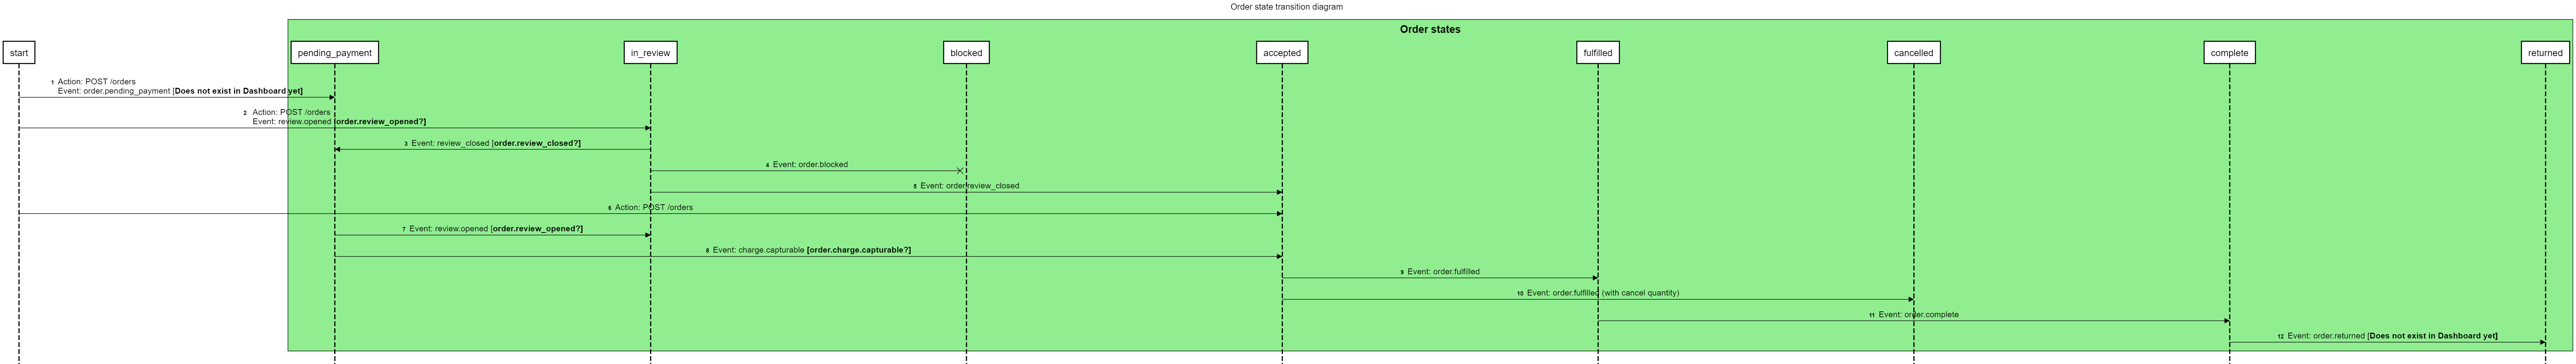 Order state transition diagram
Order states
start
pending_payment
in_review
blocked
accepted
fulfilled
cancelled
complete
returned
1 Action: POST /orders
Event: order.pending_payment [Does not exist in Dashboard yet]
2 Action: POST /orders
Event: review.opened [order.review_opened?]
3 Event: review_closed [order.review_closed?]
4 Event: order.blocked
5 Event: order.review_closed
6 Action: POST /orders
7 Event: review.opened [order.review_opened?]
8 Event: charge.capturable [order.charge.capturable?]
9 Event: order.fulfilled
10 Event: order.fulfilled (with cancel quantity)
11 Event: order.complete
12 Event: order.returned [Does not exist in Dashboard yet]